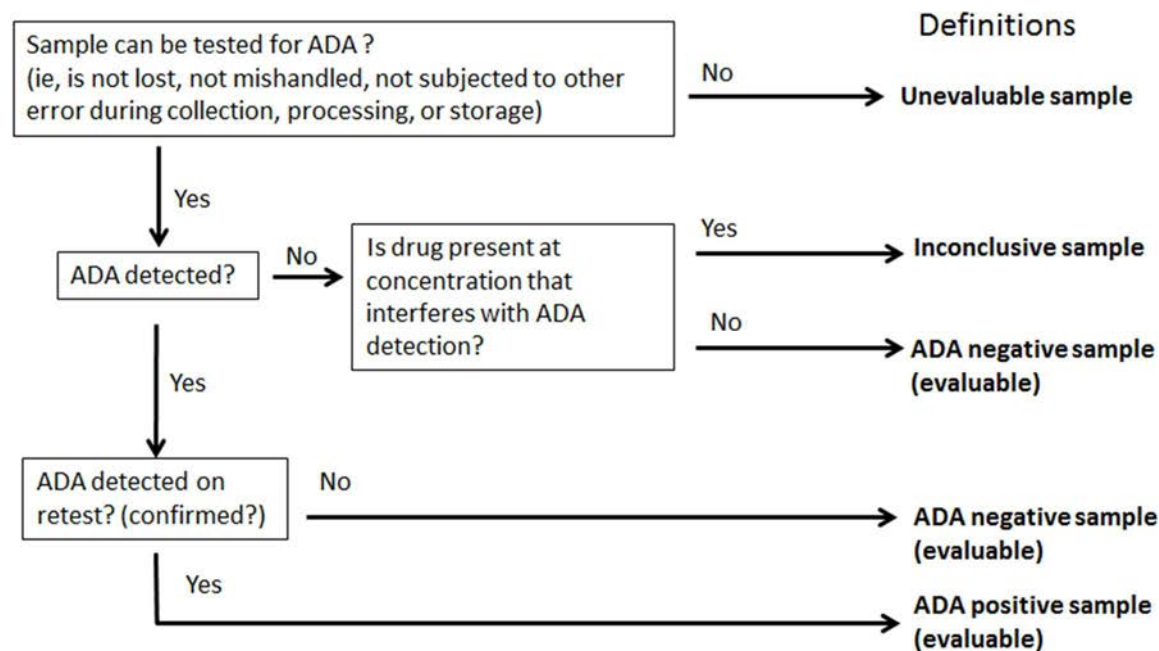 Definitions
Sample can be tested for ADA ?
(ie, is not lost, not mishandled, not subjected to other
error during collection, processing, or storage)
No
Unevaluable sample
Yes
ADA detected?
No
Is drug present at
concentration that
interferes with ADA
detection?
Yes
Inconclusive sample
No
ADA negative sample
(evaluable)
Yes
ADA detected on
retest? (confirmed?)
No
ADA negative sample
(evaluable)
Yes
ADA positive sample
(evaluable)